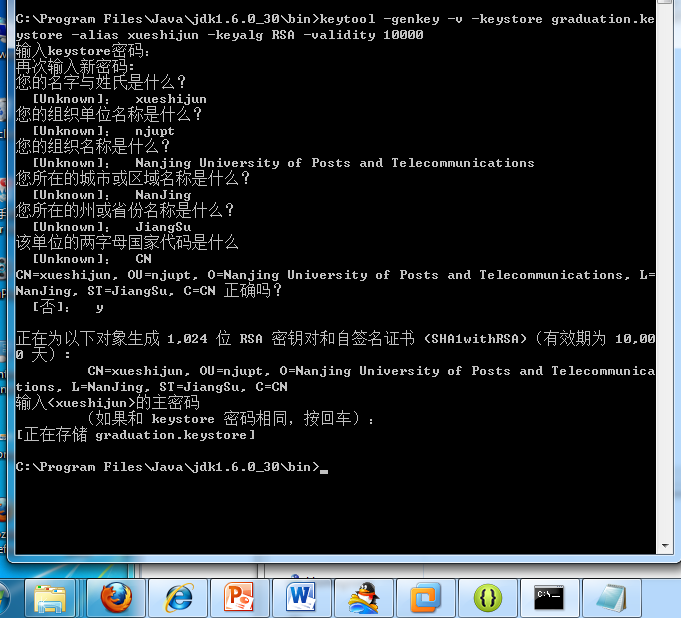 C:\Program Files\Java\jdk1.6.0_30\bin>keytool -genkey -v -keystore graduation.ke
ystore -alias xueshijun -keyalg RSA -validity 10000
输入keystore密码：
再次输入新密码:
您的名字与姓氏是什么？
[Unknown]： xueshijun
您的组织单位名称是什么？
[Unknown]： njupt
您的组织名称是什么？
[Unknown]： Nanjing University of Posts and Telecommunications
您所在的城市或区域名称是什么？
[Unknown]： NanJing
您所在的州或省份名称是什么？
[Unknown]： JiangSu
该单位的两字母国家代码是什么
[Unknown]： CN
CN=xueshijun, OU=njupt, O=Nanjing University of Posts and Telecommunications, L=
NanJing, ST=JiangSu, C=CN 正确吗？
[否]： y
正在为以下对象生成 1,024 位 RSA 密钥对和自签名证书 (SHA1withRSA)（有效期为 10,00
0 天）:
CN=xueshijun, OU=njupt, O=Nanjing University of Posts and Telecommunica
tions, L=NanJing, ST=JiangSu, C=CN
输入<xueshijun>的主密码
（如果和 keystore 密码相同，按回车）：
[正在存储 graduation.keystore]
C:\Program Files\Java\jdk1.6.0_30\bin>_